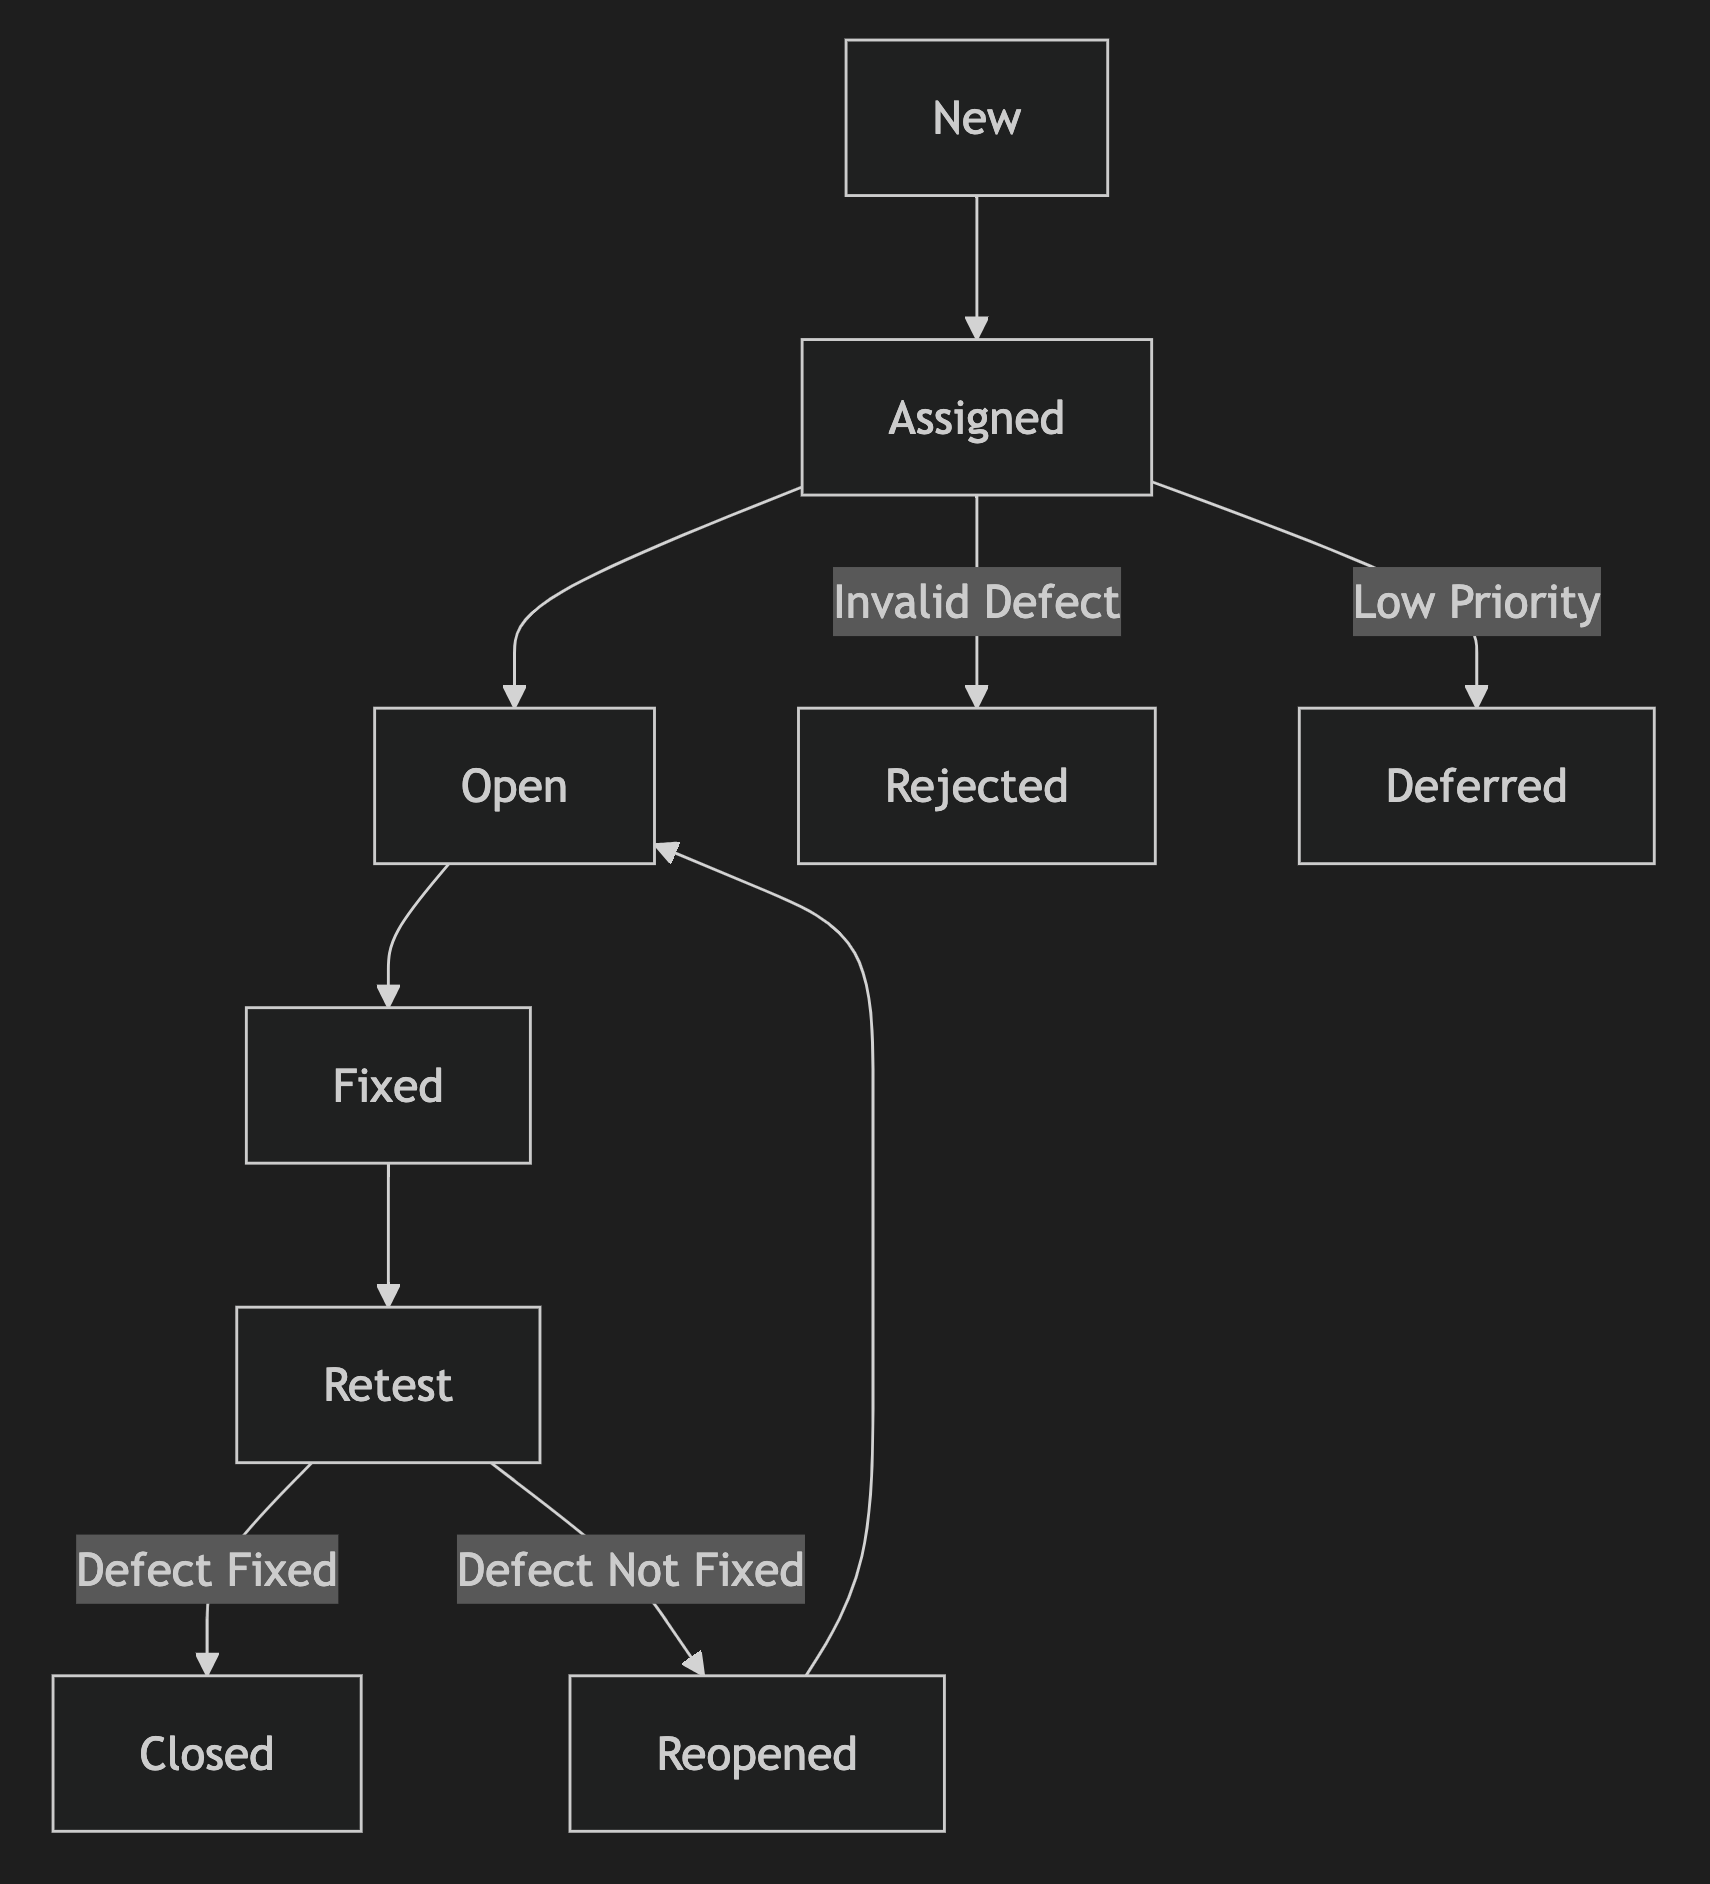 New
Assigned
Invalid Defect
Low Priority
Open
Rejected
Deferred
Fixed
Retest
Defect Fixed
Defect Not Fixed
Closed
Reopened